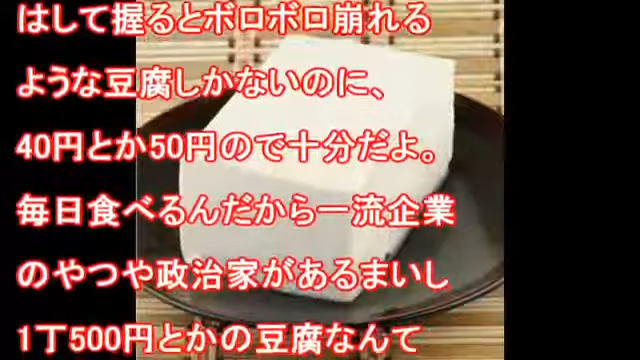 はして握るとボロボロ崩れる
ような豆腐しかないのに、
40円とか50円ので十分だよ。
毎日食べるんだから一流企業
のやつや政治家があるまいし
1丁500円とかの豆腐なんて